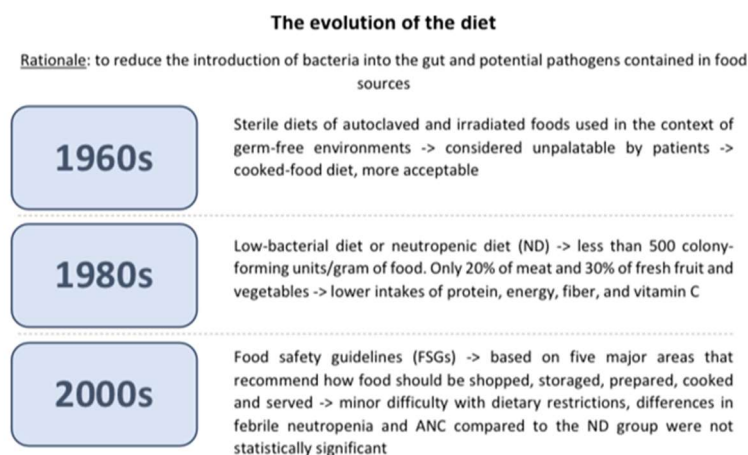 The evolution of the diet
Rationale: to reduce the introduction of bacteria into the gut and potential pathogens contained in food
sources
1960s
Sterile diets of autoclaved and irradiated foods used in the context of
germ-free environments -> considered unpalatable by patients ->
cooked-food diet, more acceptable
1980s
Low-bacterial diet or neutropenic diet (ND) -> less than 500 colony-
forming units/gram of food. Only 20% of meat and 30% of fresh fruit and
vegetables -> lower intakes of protein, energy, fiber, and vitamin C
2000s
Food safety guidelines (FSGs) -> based on five major areas that
recommend how food should be shopped, storaged, prepared, cooked
and served -> minor difficulty with dietary restrictions, differences in
febrile neutropenia and ANC compared to the ND group were not
statistically significant